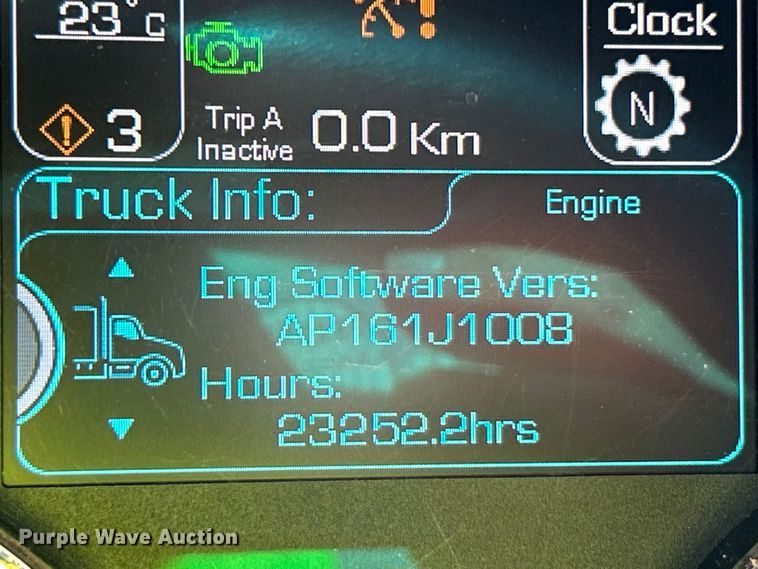 23°C
Clock
N
3
Trip A
Inactive
0.0 Km
Truck Info:
Engine
Eng Software Vers:
AP161J1008
Hours:
23252.2hrs
Purple Wave Auction